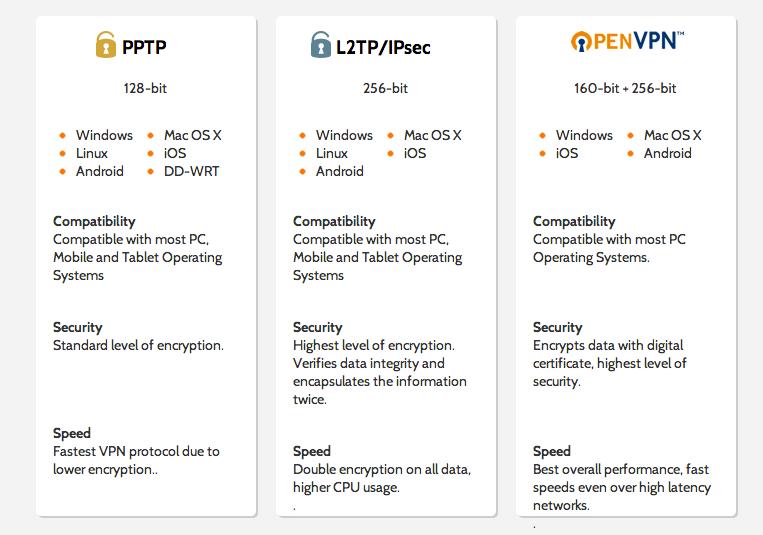 PPTP
128-bit
Windows
Mac OS X
Linux
iOS
Android
DD-WRT
Compatibility
Compatible with most PC,
Mobile and Tablet Operating
Systems
Security
Standard level of encryption.
Speed
Fastest VPN protocol due to
lower encryption..
L2TP/IPsec
256-bit
Windows
Mac OS X
Linux
iOS
Android
Compatibility
Compatible with most PC,
Mobile and Tablet Operating
Systems
Security
Highest level of encryption.
Verifies data integrity and
encapsulates the information
twice.
Speed
Double encryption on all data,
higher CPU usage.
.
OPENVPN™
160-bit + 256-bit
Windows
Mac OS X
iOS
Android
Compatibility
Compatible with most PC
Operating Systems.
Security
Encrypts data with digital
certificate, highest level of
security.
Speed
Best overall performance, fast
speeds even over high latency
networks.
.